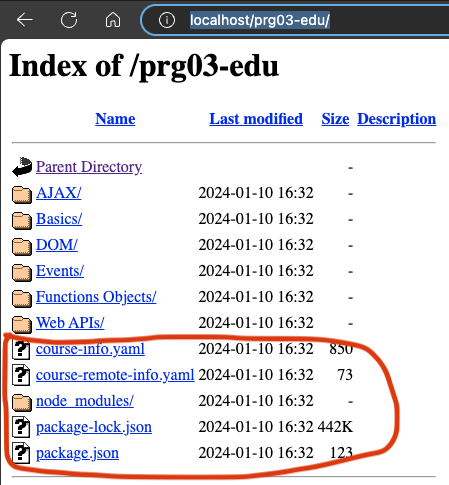 localhost/prg03-edu/
Index of /prg03-edu
Name Last modified Size Description
Parent Directory -
AJAX/ 2024-01-10 16:32 -
Basics/ 2024-01-10 16:32 -
DOM/ 2024-01-10 16:32 -
Events/ 2024-01-10 16:32 -
Functions Objects/ 2024-01-10 16:32 -
Web APIs/ 2024-01-10 16:32 -
course-info.yaml 2024-01-10 16:32 850
course-remote-info.yaml 2024-01-10 16:32 73
node_modules/ 2024-01-10 16:32 -
package-lock.json 2024-01-10 16:32 442K
package.json 2024-01-10 16:32 123